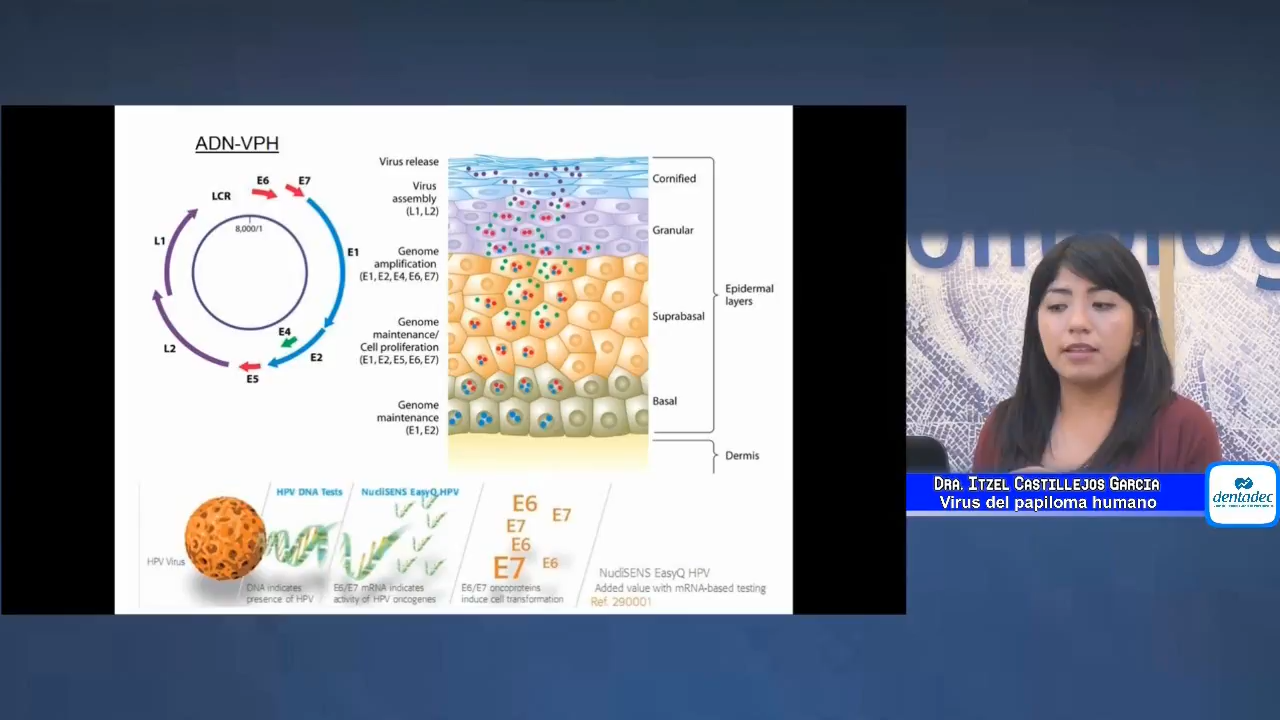 ADN-VPH
LCR
E6
E7
8,000/1
L1
E1
E4
L2
E2
E5
Virus release
Virus
assembly
(L1, L2)
Genome
amplification
(E1, E2, E4, E6, E7)
Genome
maintenance/
Cell proliferation
(E1, E2, E5, E6, E7)
Genome
maintenance
(E1, E2)
Cornified
Granular
Suprabasal
Basal
Epidermal
layers
Dermis
HPV DNA Tests
NucliSENS EasyQ HPV
HPV Virus
DNA indicates
presence of HPV
E6/E7 mRNA indicates
activity of HPV oncogenes
E6
E7
E7
E6
E7
E6
E6/E7 oncoproteins
induce cell transformation
NucliSENS EasyQ HPV
Added value with mRNA-based testing
Ref. 290001
Dra. Itzel Castillejos Garcia
Virus del papiloma humano
dentadec